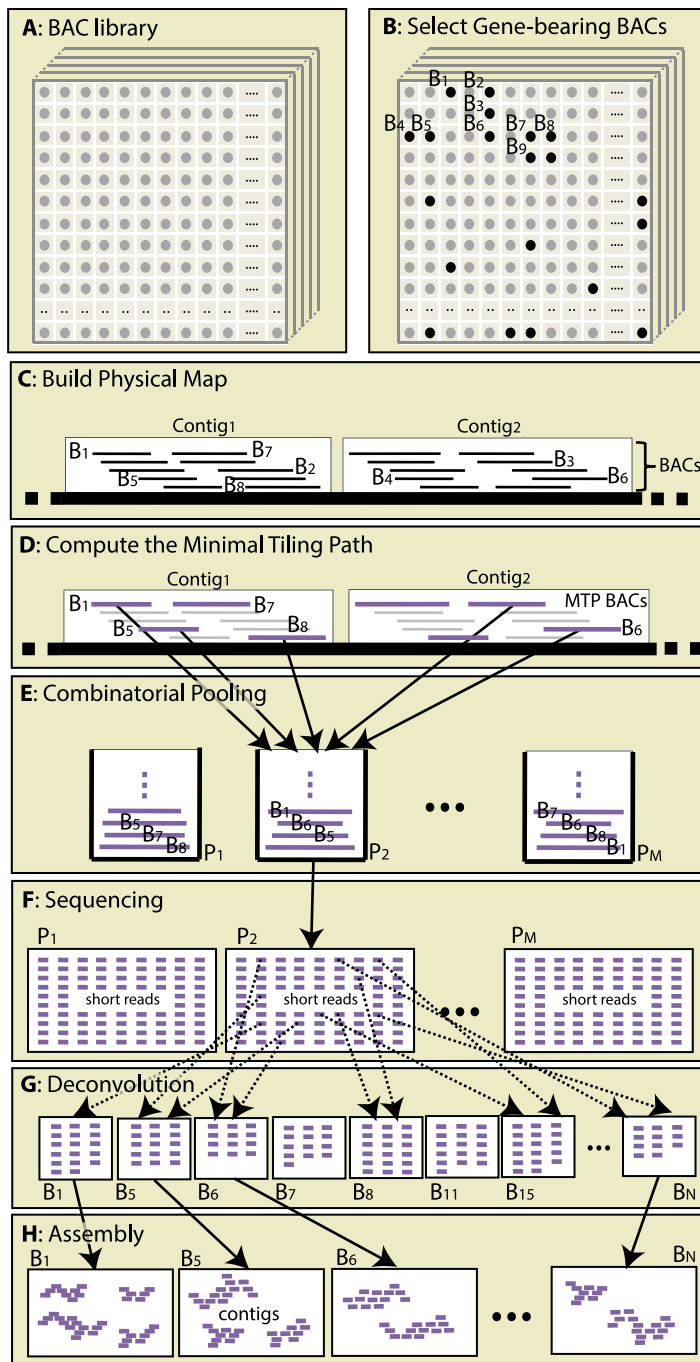 A: BAC library
B: Select Gene-bearing BACs
B1 B2
B3
B4 B5 B6 B7 B8
B9
C: Build Physical Map
Contig1 Contig2
B1 B7
B2 B3
B5 B4 BACs
B8 B6
D: Compute the Minimal Tiling Path
Contig1 Contig2
B1 B7 MTP BACs
B5 B8 B6
E: Combinatorial Pooling
B5 B7 B8 P1
B1 B6 B5 P2
B7 B6 B8 B1 PM
F: Sequencing
P1 P2 PM
short reads short reads short reads
G: Deconvolution
B1 B5 B6 B7 B8 B11 B15 BN
H: Assembly
B1 B5 B6 BN
contigs